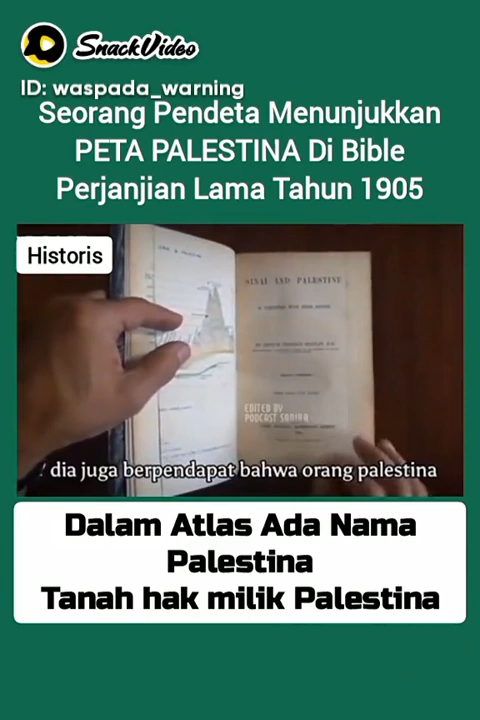 SnackVideo
ID: waspada_warning
Seorang Pendeta Menunjukkan
PETA PALESTINA Di Bible
Perjanjian Lama Tahun 1905
Historis
SINAI AND PALESTINE
EDITED BY
PODCAST SAHIRA
dia juga berpendapat bahwa orang palestina
Dalam Atlas Ada Nama
Palestina
Tanah hak milik Palestina